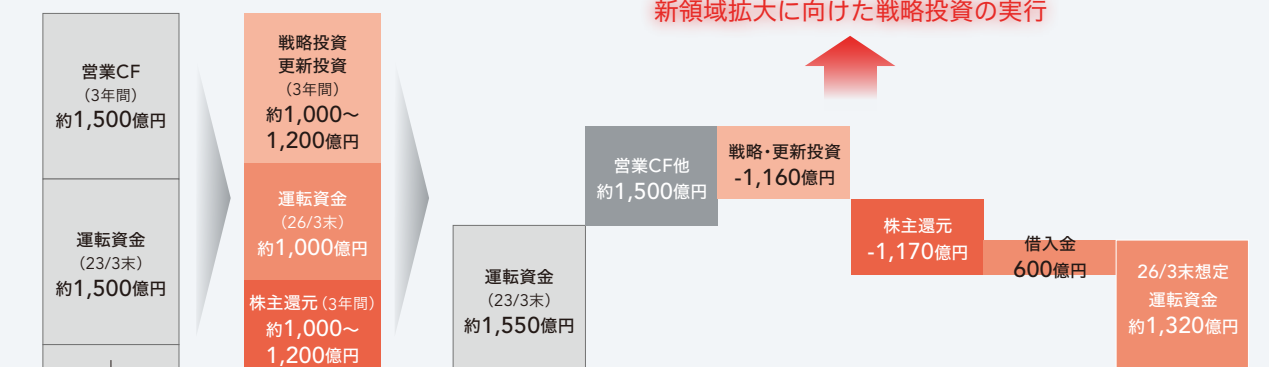 新領域拡大に向けた戦略投資の実行
営業CF
(3年間)
約1,500億円
運転資金
(23/3末)
約1,500億円
戦略投資
更新投資
(3年間)
約1,000~
1,200億円
運転資金
(26/3末)
約1,000億円
株主還元(3年間)
約1,000~
1,200億円
運転資金
(23/3末)
約1,550億円
営業CF他
約1,500億円
戦略・更新投資
-1,160億円
株主還元
-1,170億円
借入金
600億円
26/3末想定
運転資金
約1,320億円